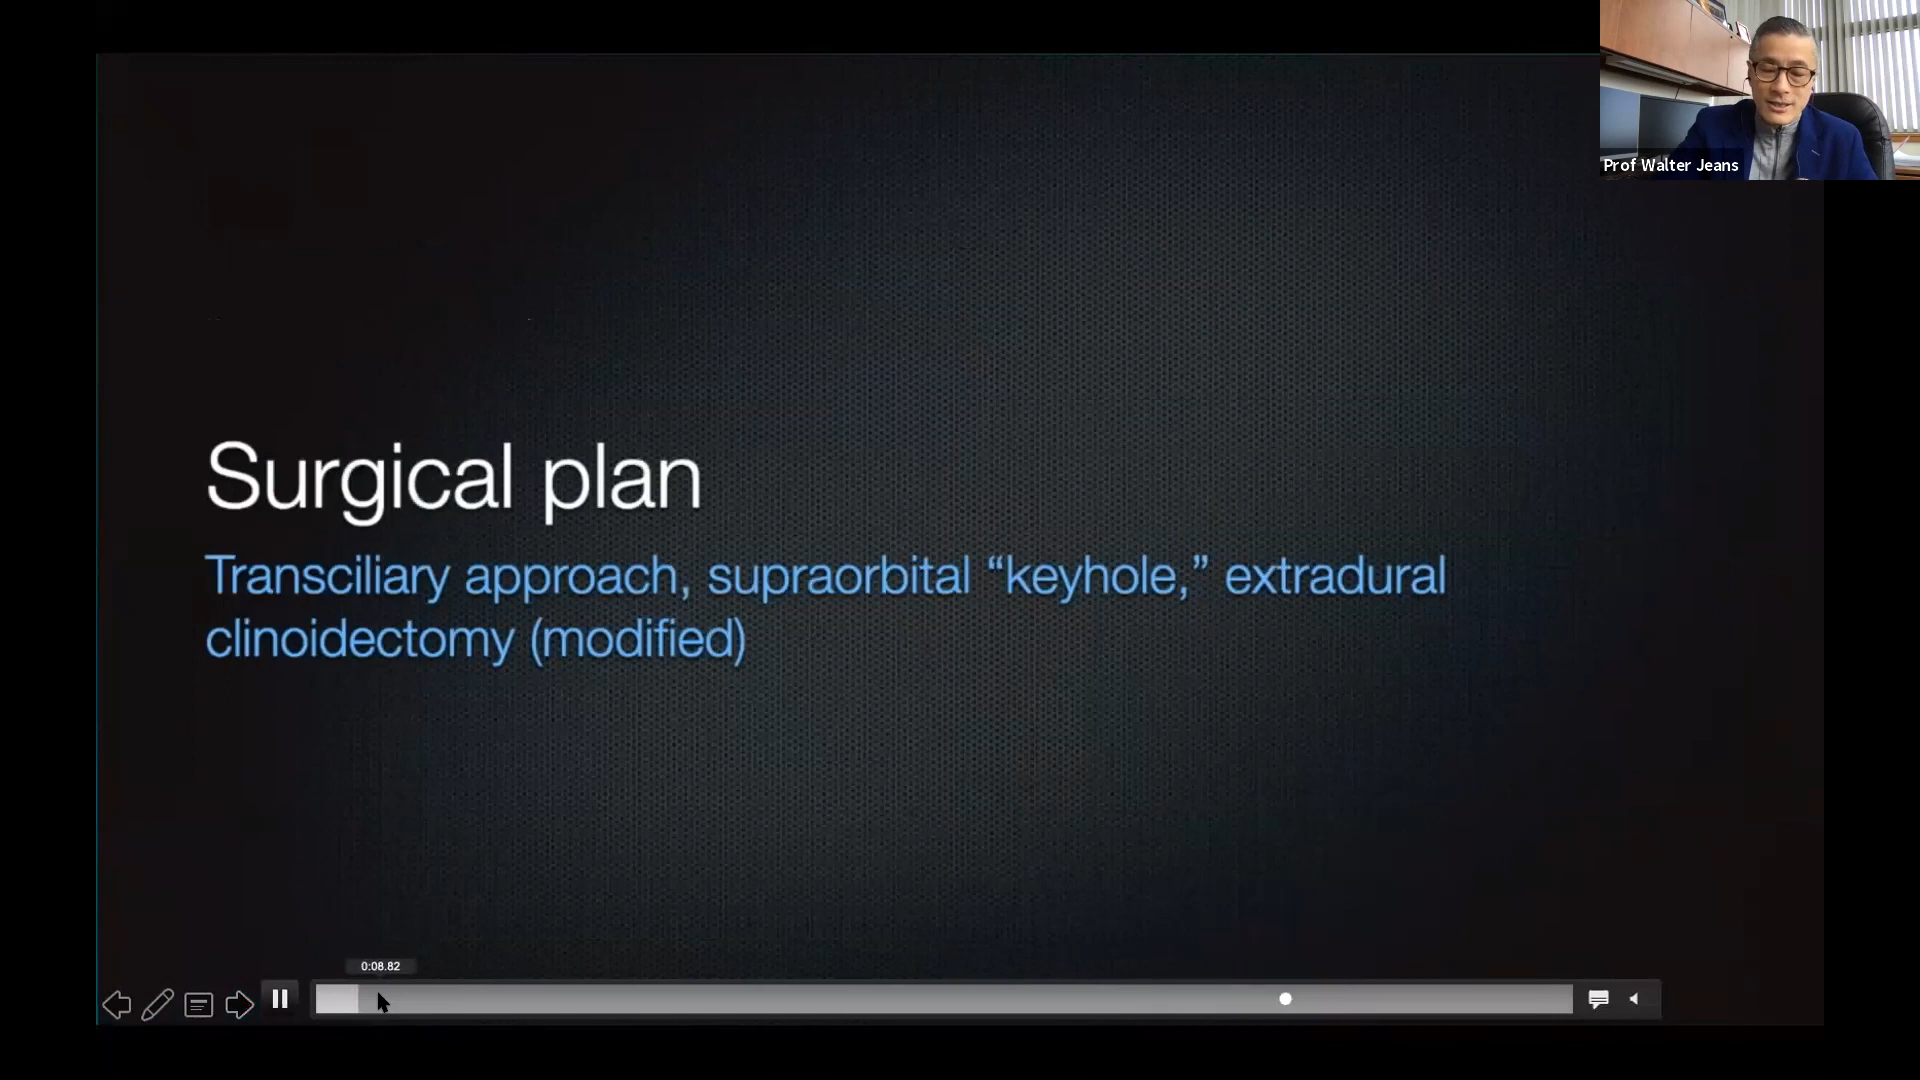 Prof Walter Jeans
Surgical plan
Transciliary approach, supraorbital “keyhole,” extradural
clinoidectomy (modified)
0:08.82